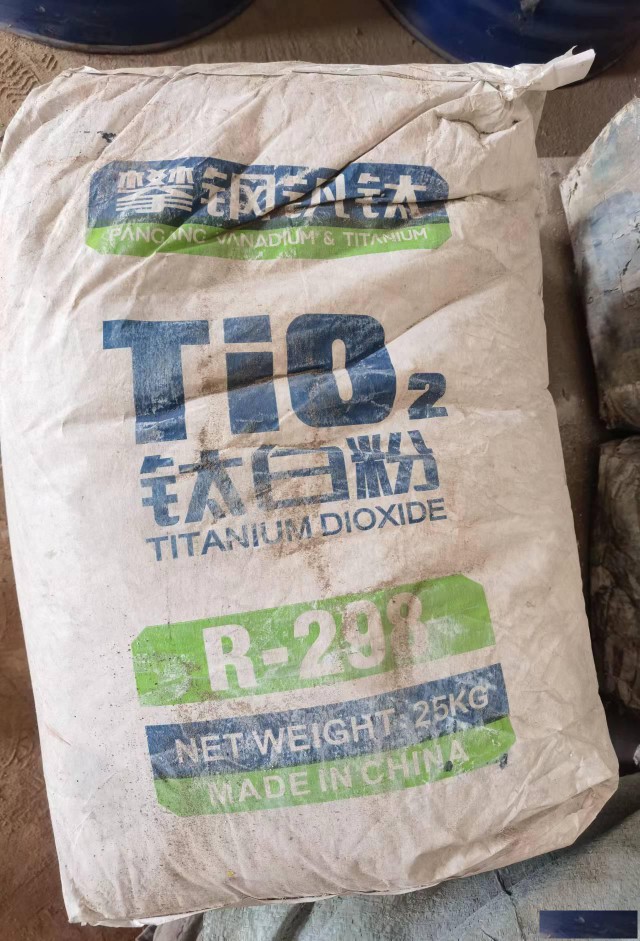 攀钢钒钛
PANGANG VANADIUM & TITANIUM
TiO₂
钛白粉
TITANIUM DIOXIDE
R-298
NET WEIGHT: 25KG
MADE IN CHINA